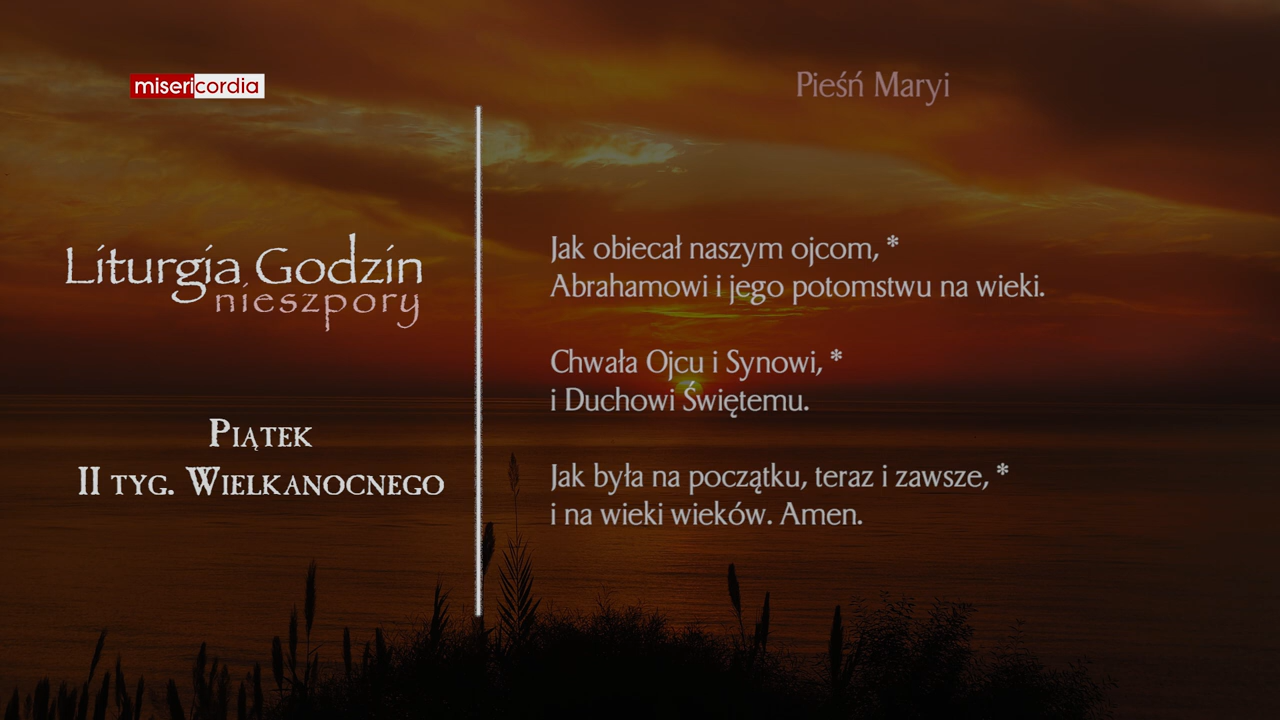 misericordia
Liturgia Godzin
nieszpory
Piątek
II tyg. Wielkanocnego
Pieśń Maryi
Jak obiecał naszym ojcom, *
Abrahamowi i jego potomstwu na wieki.
Chwała Ojcu i Synowi, *
i Duchowi Świętemu.
Jak była na początku, teraz i zawsze, *
i na wieki wieków. Amen.